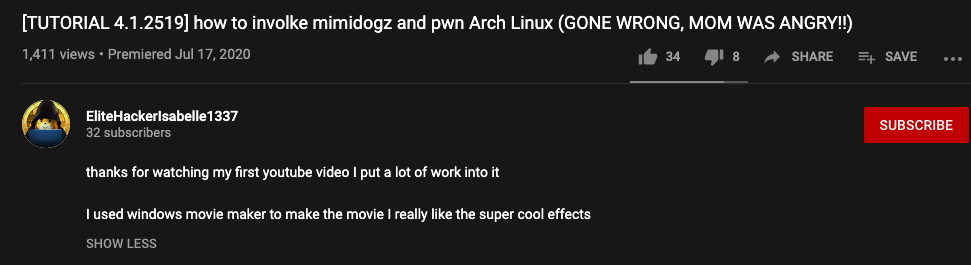 [TUTORIAL 4.1.2519] how to involke mimidogz and pwn Arch Linux (GONE WRONG, MOM WAS ANGRY!!)
1,411 views • Premiered Jul 17, 2020
34 8 SHARE SAVE
EliteHackerIsabelle1337
32 subscribers
SUBSCRIBE
thanks for watching my first youtube video I put a lot of work into it
I used windows movie maker to make the movie I really like the super cool effects
SHOW LESS